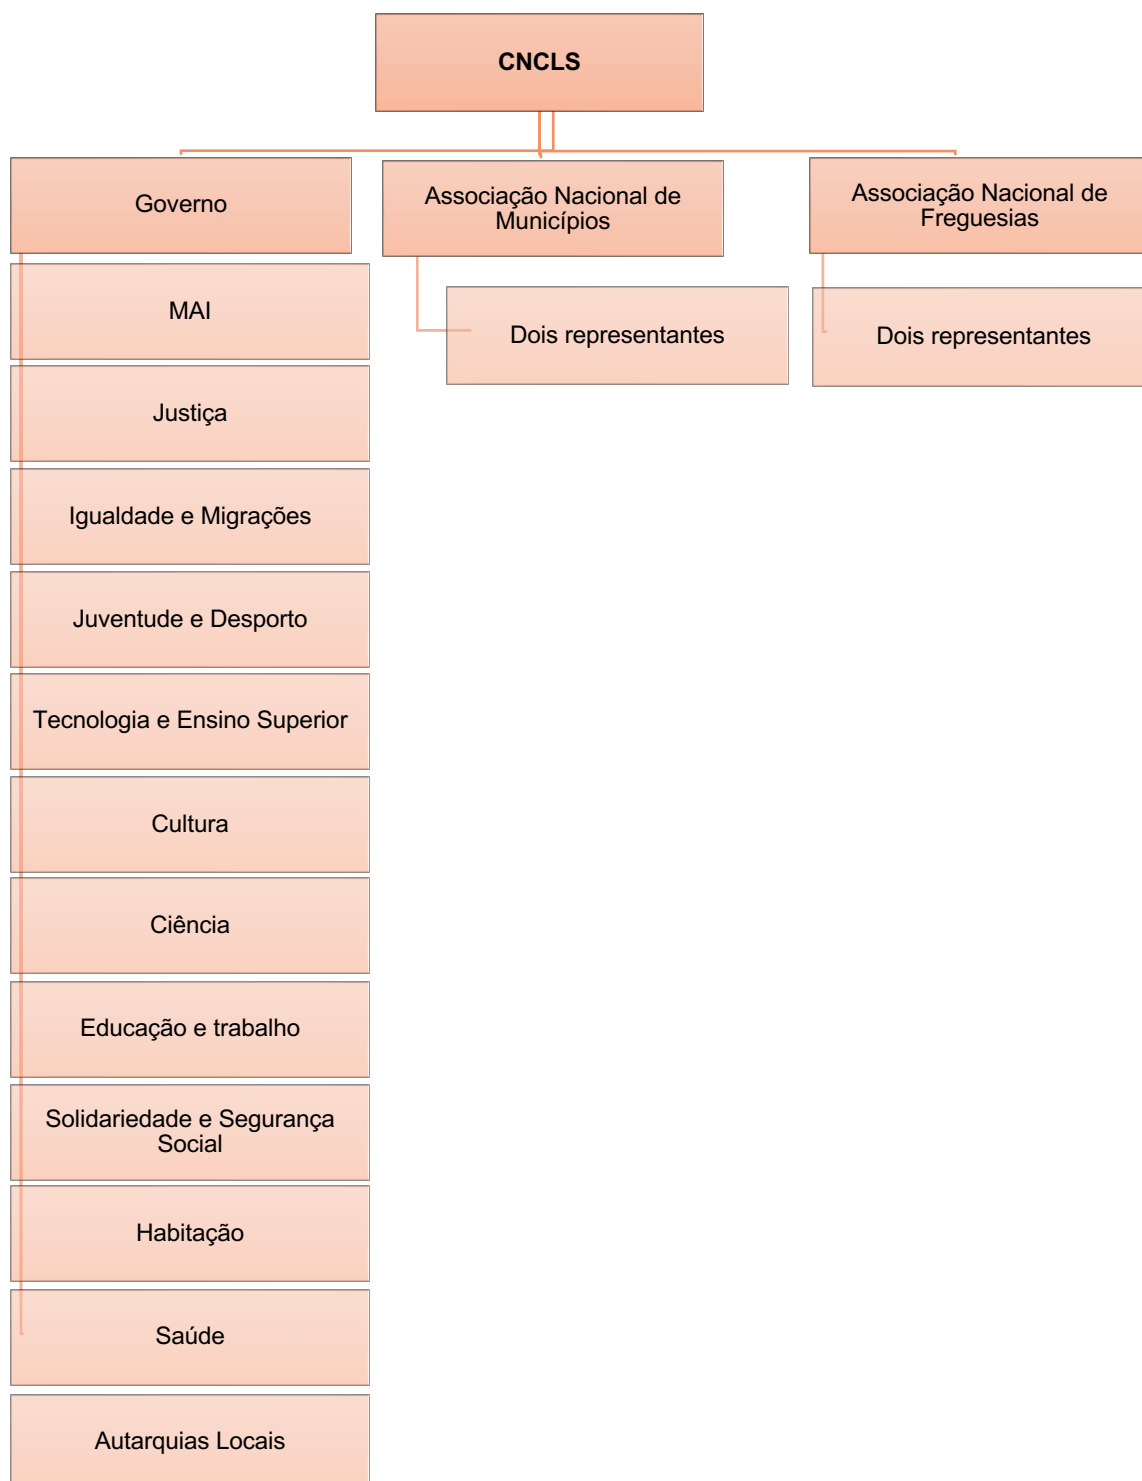 CNCLS
Governo
MAI
Justiça
Igualdade e Migrações
Juventude e Desporto
Tecnologia e Ensino Superior
Cultura
Ciência
Educação e trabalho
Solidariedade e Segurança
Social
Habitação
Saúde
Autarquias Locais
Associação Nacional de
Municípios
Dois representantes
Associação Nacional de
Freguesias
Dois representantes